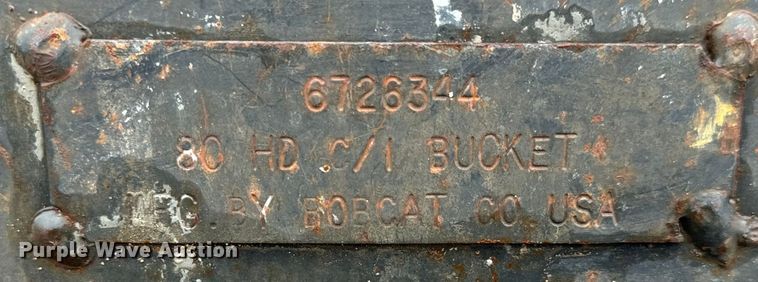 6726344
80 HD C/I BUCKET
MFG. BY BOBCAT CO USA
Purple Wave Auction